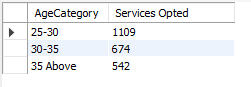 AgeCategory Services Opted
25-30 1109
30-35 674
35 Above 542